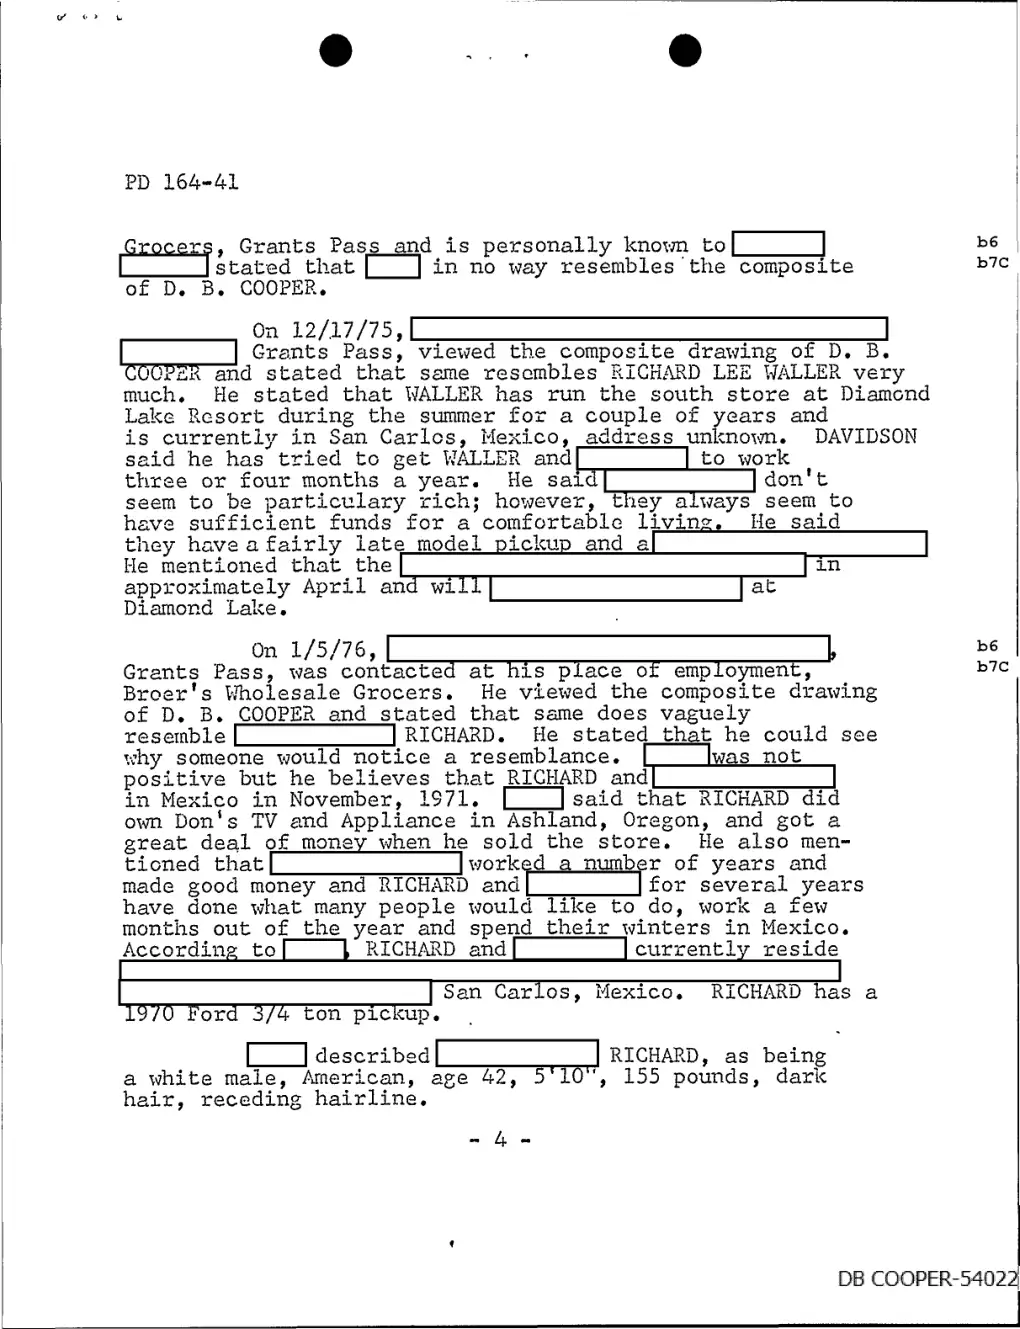 PD 164-41
Grocers, Grants Pass and is personally known to
b6
stated that in no way resembles the composite
b7C
of D. B. COOPER.
On 12/17/75,
Grants Pass, viewed the composite drawing of D. B.
COOPER and stated that same resembles RICHARD LEE WALLER very
much. He stated that WALLER has run the south store at Diamond
Lake Resort during the summer for a couple of years and
is currently in San Carlos, Mexico, address unknown. DAVIDSON
said he has tried to get WALLER and to work
three or four months a year. He said don't
seem to be particulary rich; however, they always seem to
have sufficient funds for a comfortable living. He said
they have a fairly late model pickup and a
He mentioned that the in
approximately April and will at
Diamond Lake.
On 1/5/76, ,
b6
Grants Pass, was contacted at his place of employment,
b7C
Broer's Wholesale Grocers. He viewed the composite drawing
of D. B. COOPER and stated that same does vaguely
resemble RICHARD. He stated that he could see
why someone would notice a resemblance. was not
positive but he believes that RICHARD and
in Mexico in November, 1971. said that RICHARD did
own Don's TV and Appliance in Ashland, Oregon, and got a
great deal of money when he sold the store. He also men-
tioned that worked a number of years and
made good money and RICHARD and for several years
have done what many people would like to do, work a few
months out of the year and spend their winters in Mexico.
According to , RICHARD and currently reside
San Carlos, Mexico. RICHARD has a
1970 Ford 3/4 ton pickup.
described RICHARD, as being
a white male, American, age 42, 5'10", 155 pounds, dark
hair, receding hairline.
- 4 -
DB COOPER-54022